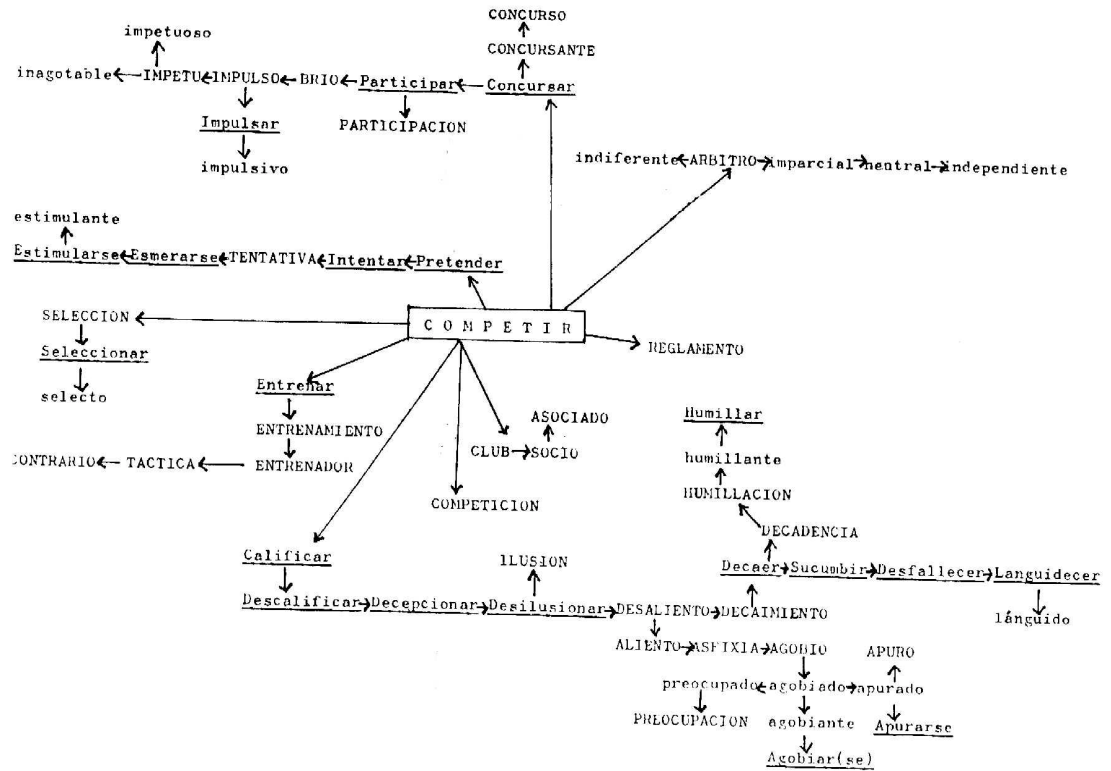 CONCURSO
impetuoso
CONCURSANTE
inagotable IMPETU IMPULSO BRIO Participar Concursar
Impulsar PARTICIPACION
impulsivo
indiferente ARBITRO imparcial neutral independiente
estimulante
Estimularse Esmerarse TENTATIVA Intentar Pretender
SELECCION COMPETIR
REGLAMENTO
Seleccionar
selecto
Entrenar
ENTRENAMIENTO
CONTRARIO TACTICA ENTRENADOR
ASOCIADO
CLUB SOCIO
COMPETICION
Humillar
humillante
HUMILLACION
DECADENCIA
Calificar ILUSION
Decaer Sucumbir Desfallecer Languidecer
Descalificar Decepcionar Desilusionar DESALIENTO DECAIMIENTO lánguido
ALIENTO ASFIXIA AGOBIO APURO
preocupado agobiado apurado
PREOCUPACION agobiante Apurarse
Agobiar(se)